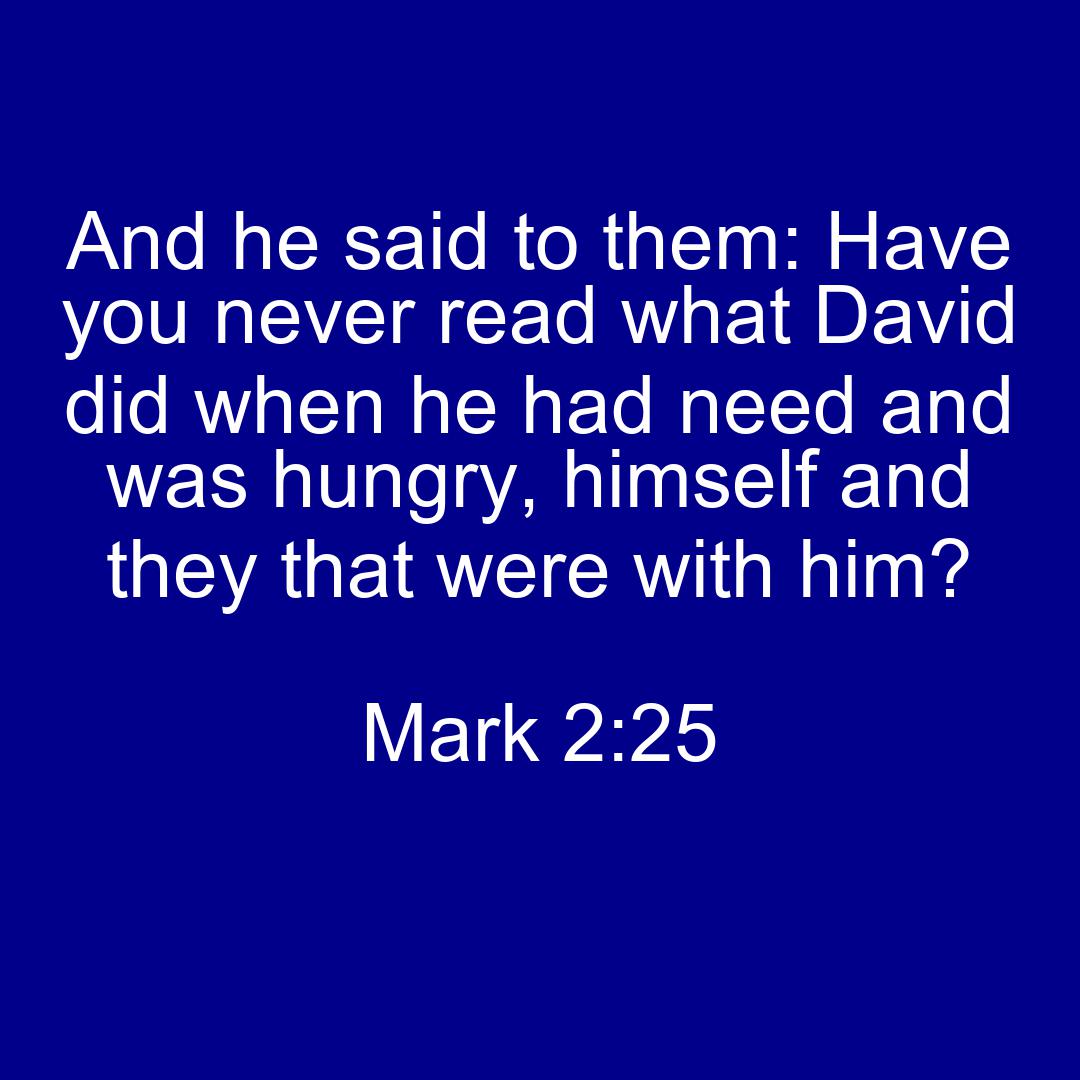 And he said to them: Have
you never read what David
did when he had need and
was hungry, himself and
they that were with him?
Mark 2:25